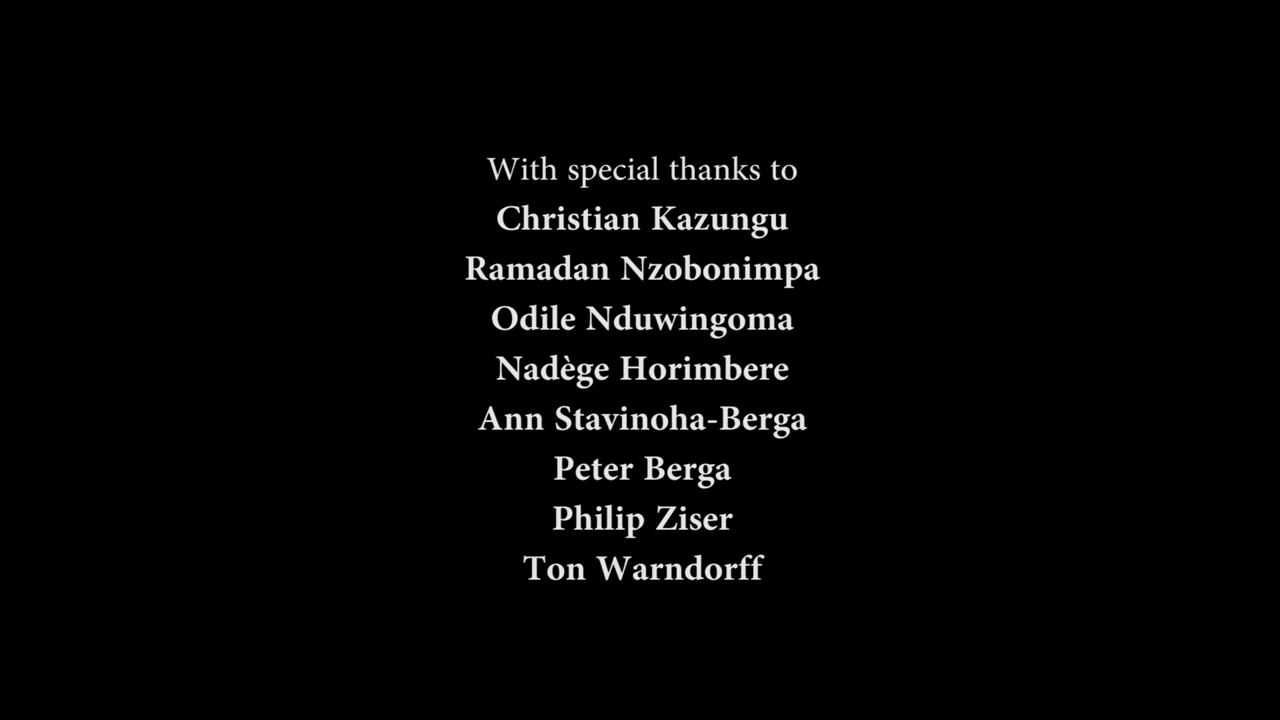 With special thanks to
Christian Kazungu
Ramadan Nzobonimpa
Odile Nduwingoma
Nadège Horimbere
Ann Stavinoha-Berga
Peter Berga
Philip Ziser
Ton Warndorff